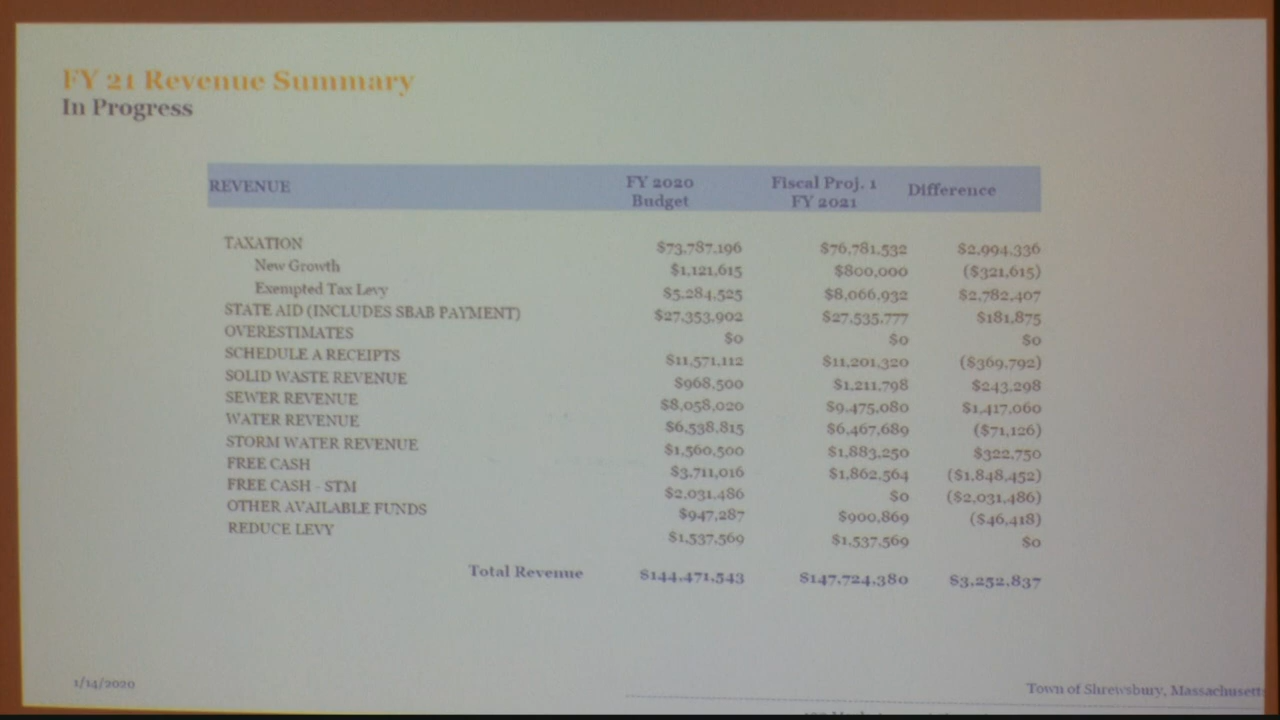 FY 21 Revenue Summary
In Progress
REVENUE FY 2020 Budget Fiscal Proj. 1 FY 2021 Difference
TAXATION $73,787,196 $76,781,532 $2,994,336
New Growth $1,121,615 $800,000 ($321,615)
Exempted Tax Levy $5,284,525 $8,066,932 $2,782,407
STATE AID (INCLUDES SBAB PAYMENT) $27,353,902 $27,535,777 $181,875
OVERESTIMATES $0 $0 $0
SCHEDULE A RECEIPTS $11,571,112 $11,201,320 ($369,792)
SOLID WASTE REVENUE $968,500 $1,211,798 $243,298
SEWER REVENUE $8,058,020 $9,475,080 $1,417,060
WATER REVENUE $6,538,815 $6,467,689 ($71,126)
STORM WATER REVENUE $1,560,500 $1,883,250 $322,750
FREE CASH $3,711,016 $1,862,564 ($1,848,452)
FREE CASH - STM $2,031,486 $0 ($2,031,486)
OTHER AVAILABLE FUNDS $947,287 $900,869 ($46,418)
REDUCE LEVY $1,537,569 $1,537,569 $0
Total Revenue $144,471,543 $147,724,380 $3,252,837
1/14/2020
Town of Shrewsbury, Massachusett